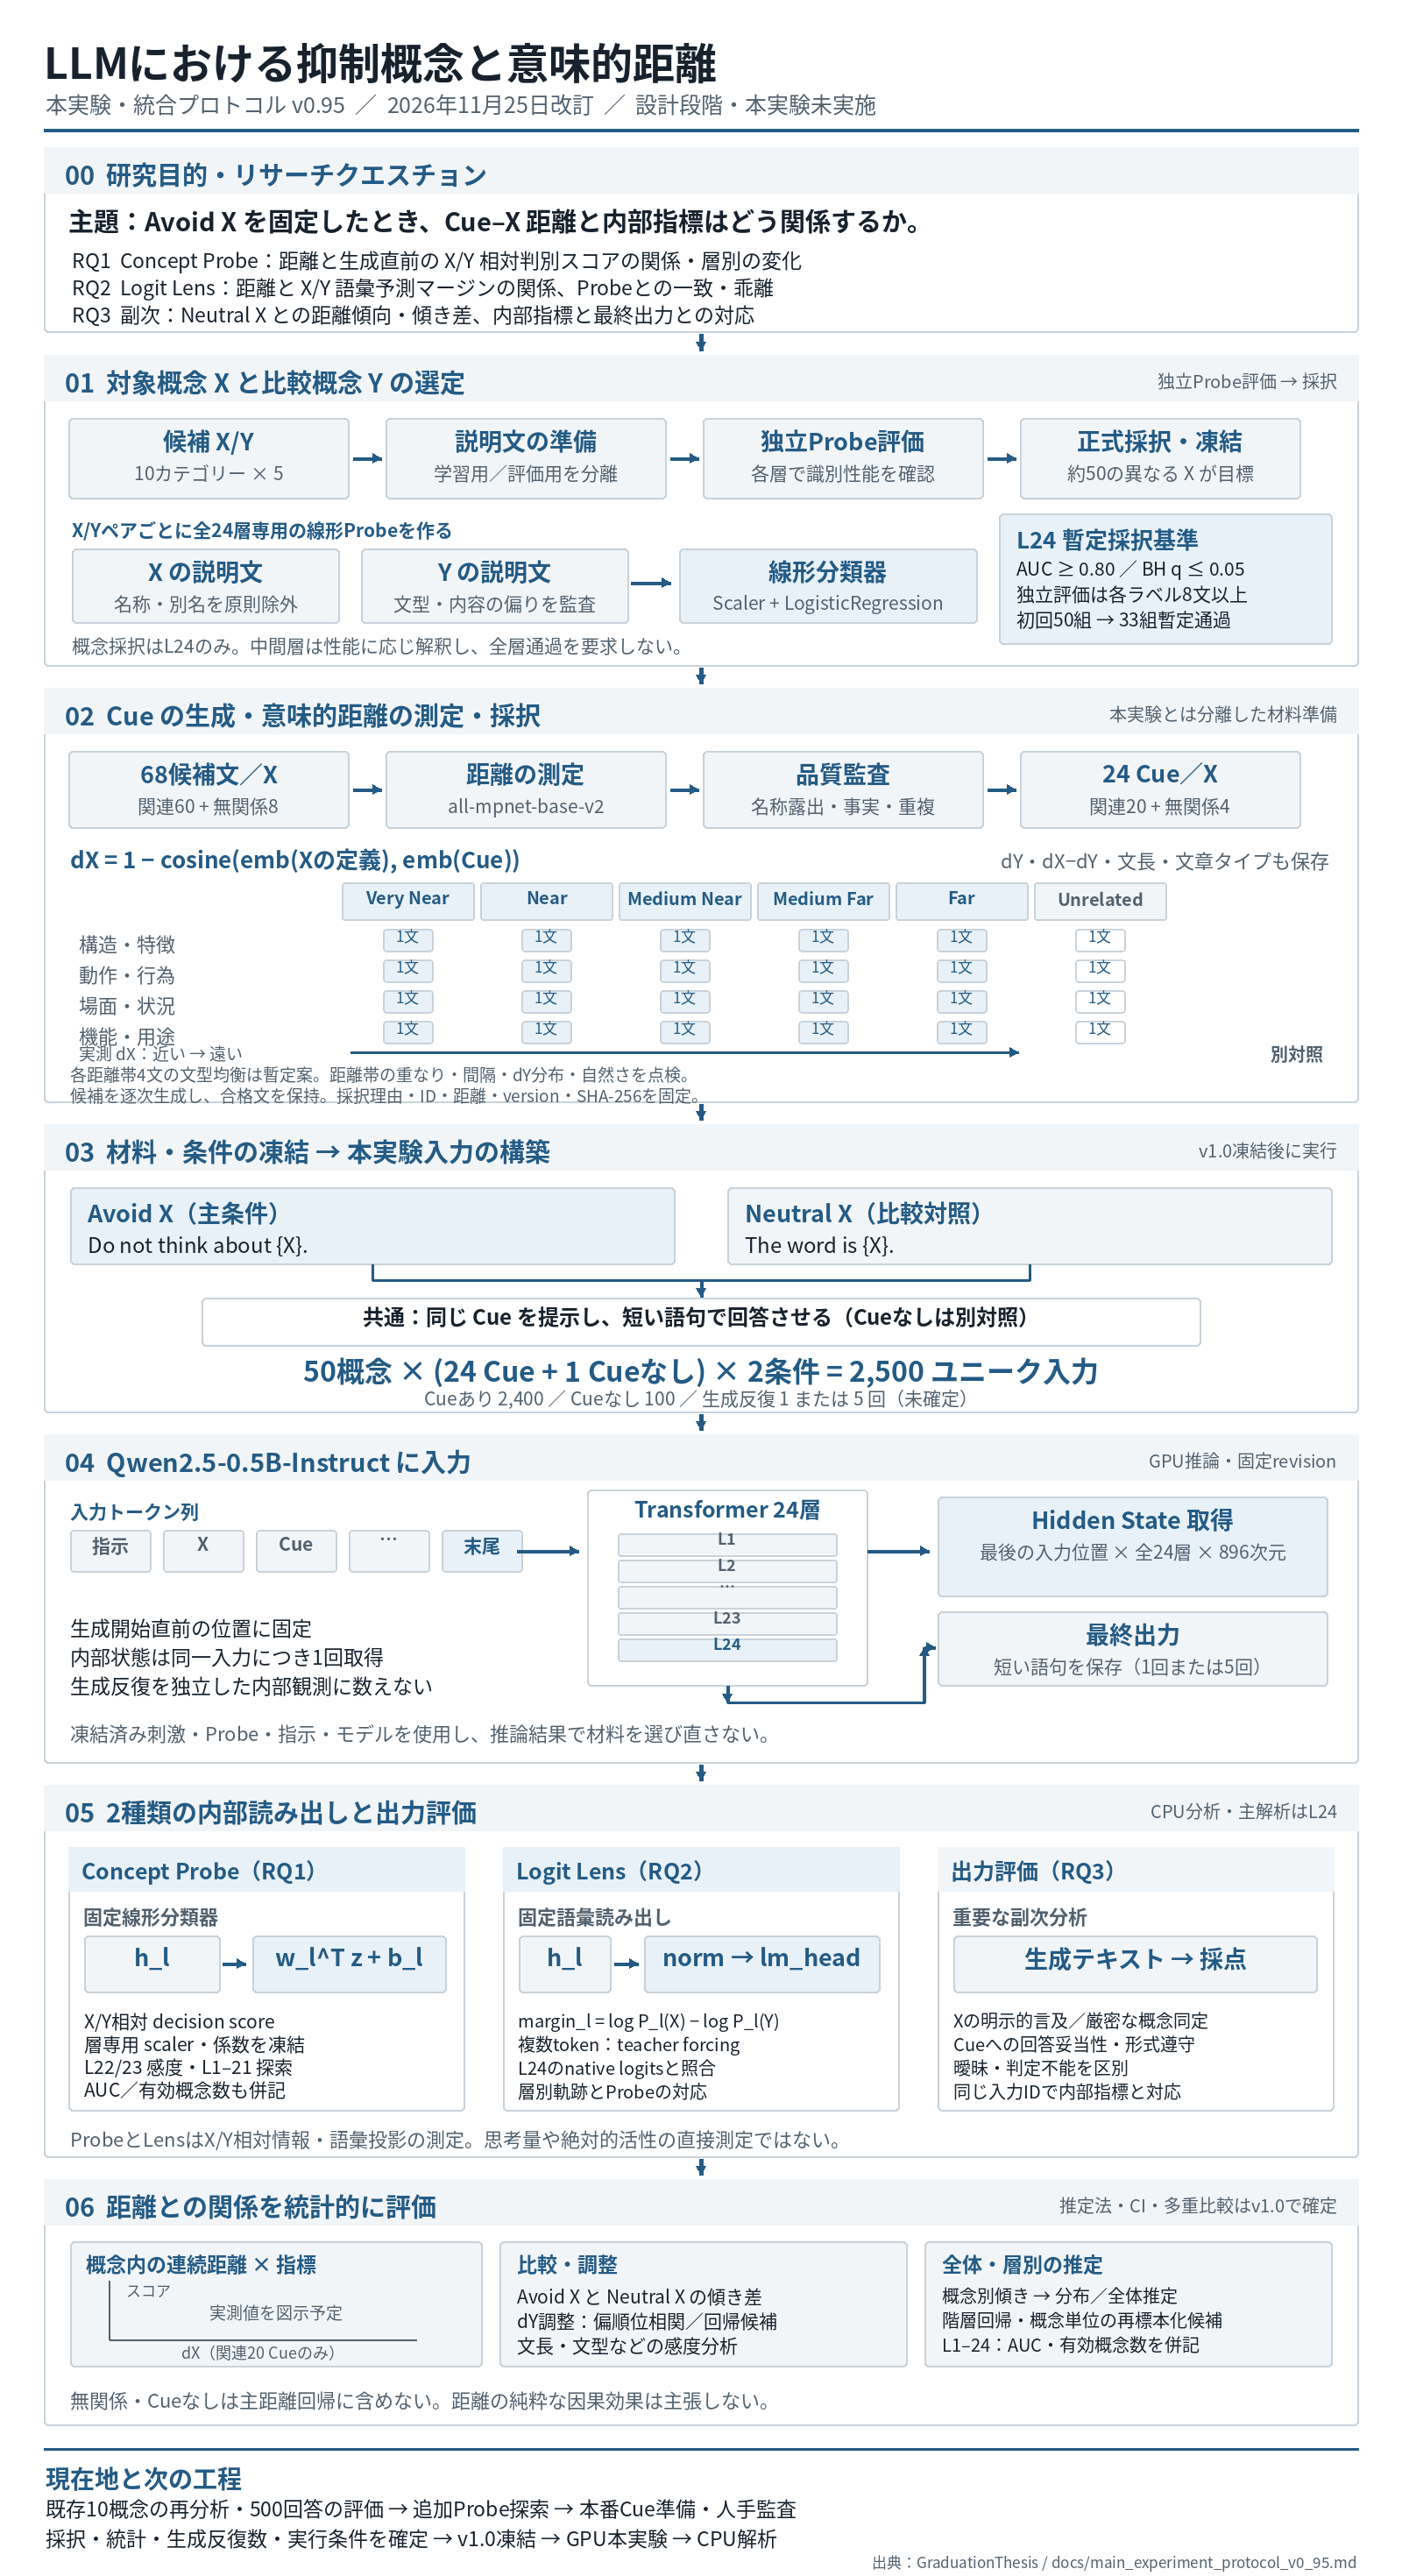 LLMにおける抑制概念と意味的距離
本実験・統合プロトコル v0.95 ／ 2026年11月25日改訂 ／ 設計段階・本実験未実施
00 研究目的・リサーチクエスチョン
主題：Avoid X を固定したとき、Cue–X 距離と内部指標はどう関係するか。
RQ1 Concept Probe：距離と生成直前の X/Y 相対判別スコアの関係・層別の変化
RQ2 Logit Lens：距離と X/Y 語彙予測マージンの関係、Probeとの一致・乖離
RQ3 副次：Neutral X との距離傾向・傾き差、内部指標と最終出力との対応
01 対象概念 X と比較概念 Y の選定
独立Probe評価 → 採択
候補 X/Y
10カテゴリー × 5
説明文の準備
学習用／評価用を分離
独立Probe評価
各層で識別性能を確認
正式採択・凍結
約50の異なる X が目標
X/Yペアごとに全24層専用の線形Probeを作る
X の説明文
名称・別名を原則除外
Y の説明文
文型・内容の偏りを監査
線形分類器
Scaler + LogisticRegression
L24 暫定採択基準
AUC ≥ 0.80 ／ BH q ≤ 0.05
独立評価は各ラベル8文以上
初回50組 → 33組暫定通過
概念採択はL24のみ。中間層は性能に応じ解釈し、全層通過を要求しない。
02 Cue の生成・意味的距離の測定・採択
本実験とは分離した材料準備
68候補文／X
関連60 + 無関係8
距離の測定
all-mpnet-base-v2
品質監査
名称露出・事実・重複
24 Cue／X
関連20 + 無関係4
dX = 1 − cosine(emb(Xの定義), emb(Cue))
dY・dX−dY・文長・文章タイプも保存
Very Near Near Medium Near Medium Far Far Unrelated
構造・特徴 1文 1文 1文 1文 1文 1文
動作・行為 1文 1文 1文 1文 1文 1文
場面・状況 1文 1文 1文 1文 1文 1文
機能・用途 1文 1文 1文 1文 1文 1文
実測 dX：近い → 遠い
別対照
各距離帯4文の文型均衡は暫定案。距離帯の重なり・間隔・dY分布・自然さを点検。
候補を逐次生成し、合格文を保持。採択理由・ID・距離・version・SHA-256を固定。
03 材料・条件の凍結 → 本実験入力の構築
v1.0凍結後に実行
Avoid X（主条件）
Do not think about {X}.
Neutral X（比較対照）
The word is {X}.
共通：同じ Cue を提示し、短い語句で回答させる（Cueなしは別対照）
50概念 × (24 Cue + 1 Cueなし) × 2条件 = 2,500 ユニーク入力
Cueあり 2,400 ／ Cueなし 100 ／ 生成反復 1 または 5 回（未確定）
04 Qwen2.5-0.5B-Instruct に入力
GPU推論・固定revision
入力トークン列
指示 X Cue … 末尾
Transformer 24層
L1
L2
…
L23
L24
Hidden State 取得
最後の入力位置 × 全24層 × 896次元
最終出力
短い語句を保存（1回または5回）
生成開始直前の位置に固定
内部状態は同一入力につき1回取得
生成反復を独立した内部観測に数えない
凍結済み刺激・Probe・指示・モデルを使用し、推論結果で材料を選び直さない。
05 2種類の内部読み出しと出力評価
CPU分析・主解析はL24
Concept Probe（RQ1）
固定線形分類器
h_l
w_l^T z + b_l
X/Y相対 decision score
層専用 scaler・係数を凍結
L22/23 感度・L1–21 探索
AUC／有効概念数も併記
Logit Lens（RQ2）
固定語彙読み出し
h_l
norm → lm_head
margin_l = log P_l(X) − log P_l(Y)
複数token：teacher forcing
L24のnative logitsと照合
層別軌跡とProbeの対応
出力評価（RQ3）
重要な副次分析
生成テキスト → 採点
Xの明示的言及／厳密な概念同定
Cueへの回答妥当性・形式遵守
曖昧・判定不能を区別
同じ入力IDで内部指標と対応
ProbeとLensはX/Y相対情報・語彙投影の測定。思考量や絶対的活性の直接測定ではない。
06 距離との関係を統計的に評価
推定法・CI・多重比較はv1.0で確定
概念内の連続距離 × 指標
スコア
実測値を図示予定
dX（関連20 Cueのみ）
比較・調整
Avoid X と Neutral X の傾き差
dY調整：偏順位相関／回帰候補
文長・文型などの感度分析
全体・層別の推定
概念別傾き → 分布／全体推定
階層回帰・概念単位の再標本化候補
L1–24：AUC・有効概念数を併記
無関係・Cueなしは主距離回帰に含めない。距離の純粋な因果効果は主張しない。
現在地と次の工程
既存10概念の再分析・500回答の評価 → 追加Probe探索 → 本番Cue準備・人手監査
採択・統計・生成反復数・実行条件を確定 → v1.0凍結 → GPU本実験 → CPU解析
出典：GraduationThesis / docs/main_experiment_protocol_v0_95.md